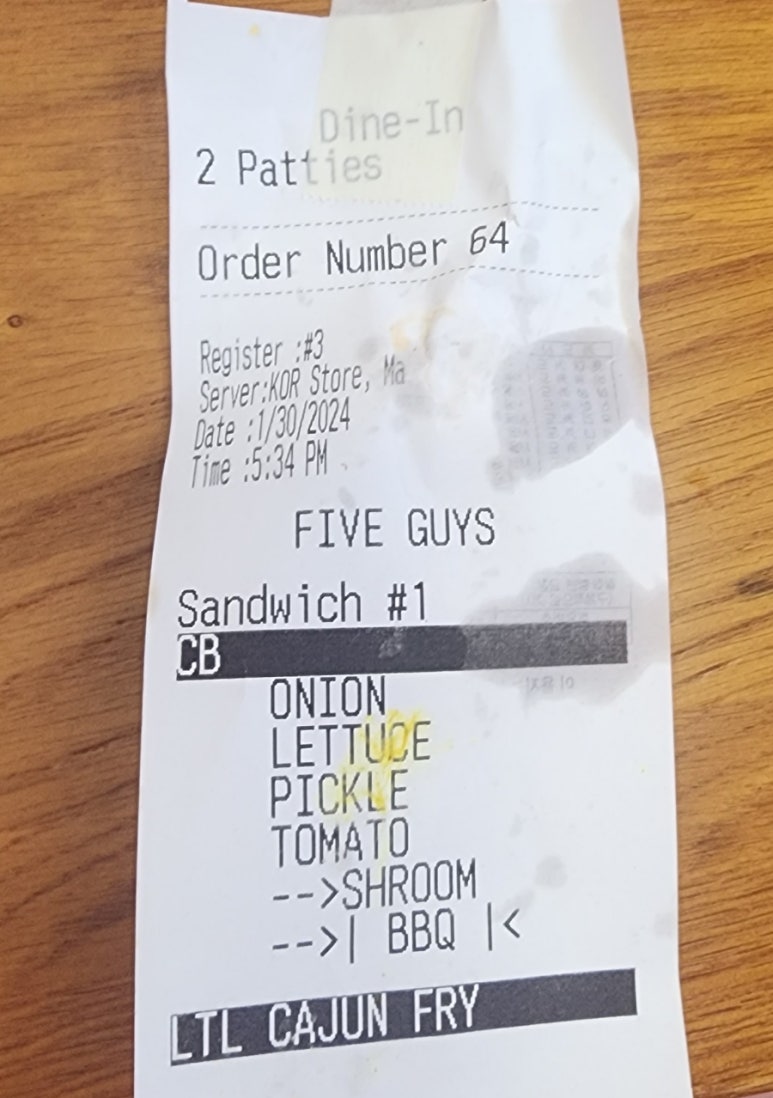 Dine-In
2 Patties
Order Number 64
Register :#3
Server:KOR Store, Ma
Date :1/30/2024
Time :5:34 PM
FIVE GUYS
Sandwich #1
CB
ONION
LETTUCE
PICKLE
TOMATO
-->SHROOM
-->| BBQ |<
LTL CAJUN FRY